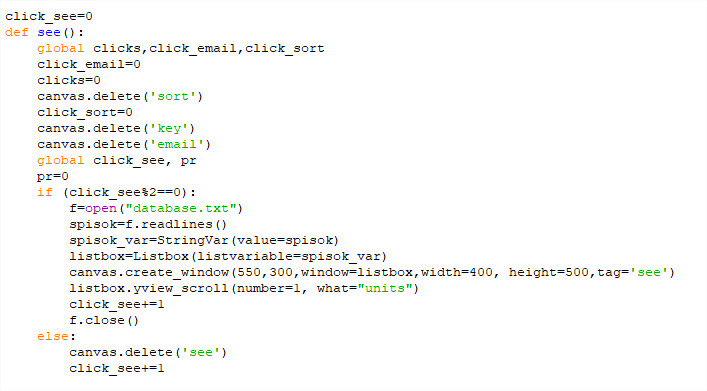 click_see=0
def see():
    global clicks,click_email,click_sort
    click_email=0
    clicks=0
    canvas.delete('sort')
    click_sort=0
    canvas.delete('key')
    canvas.delete('email')
    global click_see, pr
    pr=0
    if (click_see%2==0):
        f=open("database.txt")
        spisok=f.readlines()
        spisok_var=StringVar(value=spisok)
        listbox=Listbox(listvariable=spisok_var)
        canvas.create_window(550,300,window=listbox,width=400, height=500,tag='see')
        listbox.yview_scroll(number=1, what="units")
        click_see+=1
        f.close()
    else:
        canvas.delete('see')
        click_see+=1